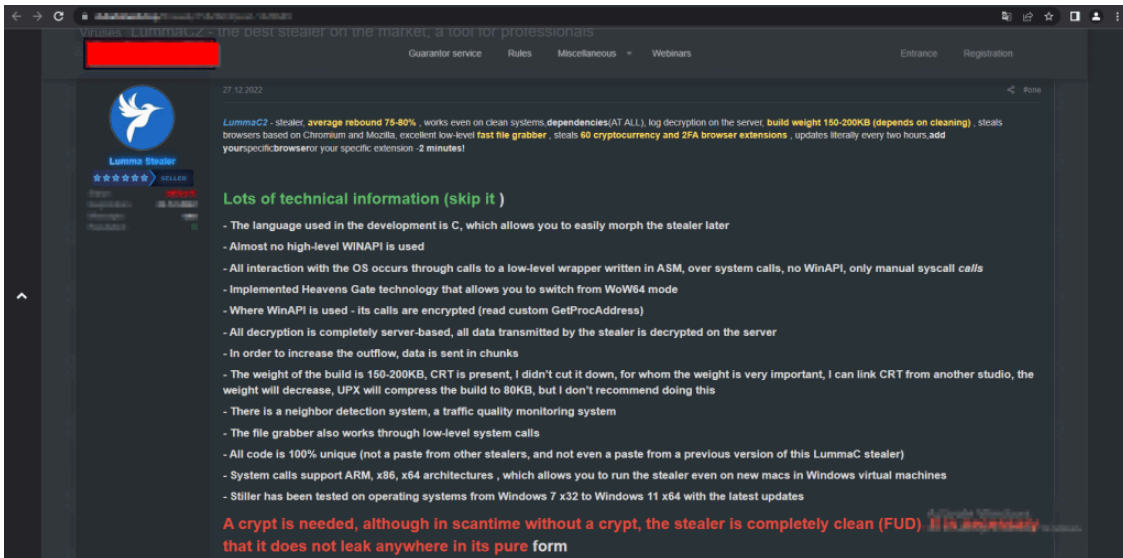 Viruses LummaC2 - the best stealer on the market, a tool for professionals
Guarantor service Rules Miscellaneous Webinars Entrance Registration
27.12.2022 #one
LummaC2 - stealer, average rebound 75-80% , works even on clean systems,dependencies(AT ALL), log decryption on the server, build weight 150-200KB (depends on cleaning) , steals
browsers based on Chromium and Mozilla, excellent low-level fast file grabber , steals 60 cryptocurrency and 2FA browser extensions , updates literally every two hours,add
yourspecificbrowseror your specific extension -2 minutes!
Lumma Stealer
SELLER
Lots of technical information (skip it )
- The language used in the development is C, which allows you to easily morph the stealer later
- Almost no high-level WINAPI is used
- All interaction with the OS occurs through calls to a low-level wrapper written in ASM, over system calls, no WinAPI, only manual syscall calls
- Implemented Heavens Gate technology that allows you to switch from WoW64 mode
- Where WinAPI is used - its calls are encrypted (read custom GetProcAddress)
- All decryption is completely server-based, all data transmitted by the stealer is decrypted on the server
- In order to increase the outflow, data is sent in chunks
- The weight of the build is 150-200KB, CRT is present, I didn't cut it down, for whom the weight is very important, I can link CRT from another studio, the
weight will decrease, UPX will compress the build to 80KB, but I don't recommend doing this
- There is a neighbor detection system, a traffic quality monitoring system
- The file grabber also works through low-level system calls
- All code is 100% unique (not a paste from other stealers, and not even a paste from a previous version of this LummaC stealer)
- System calls support ARM, x86, x64 architectures , which allows you to run the stealer even on new macs in Windows virtual machines
- Stiller has been tested on operating systems from Windows 7 x32 to Windows 11 x64 with the latest updates
A crypt is needed, although in scantime without a crypt, the stealer is completely clean (FUD)
that it does not leak anywhere in its pure form